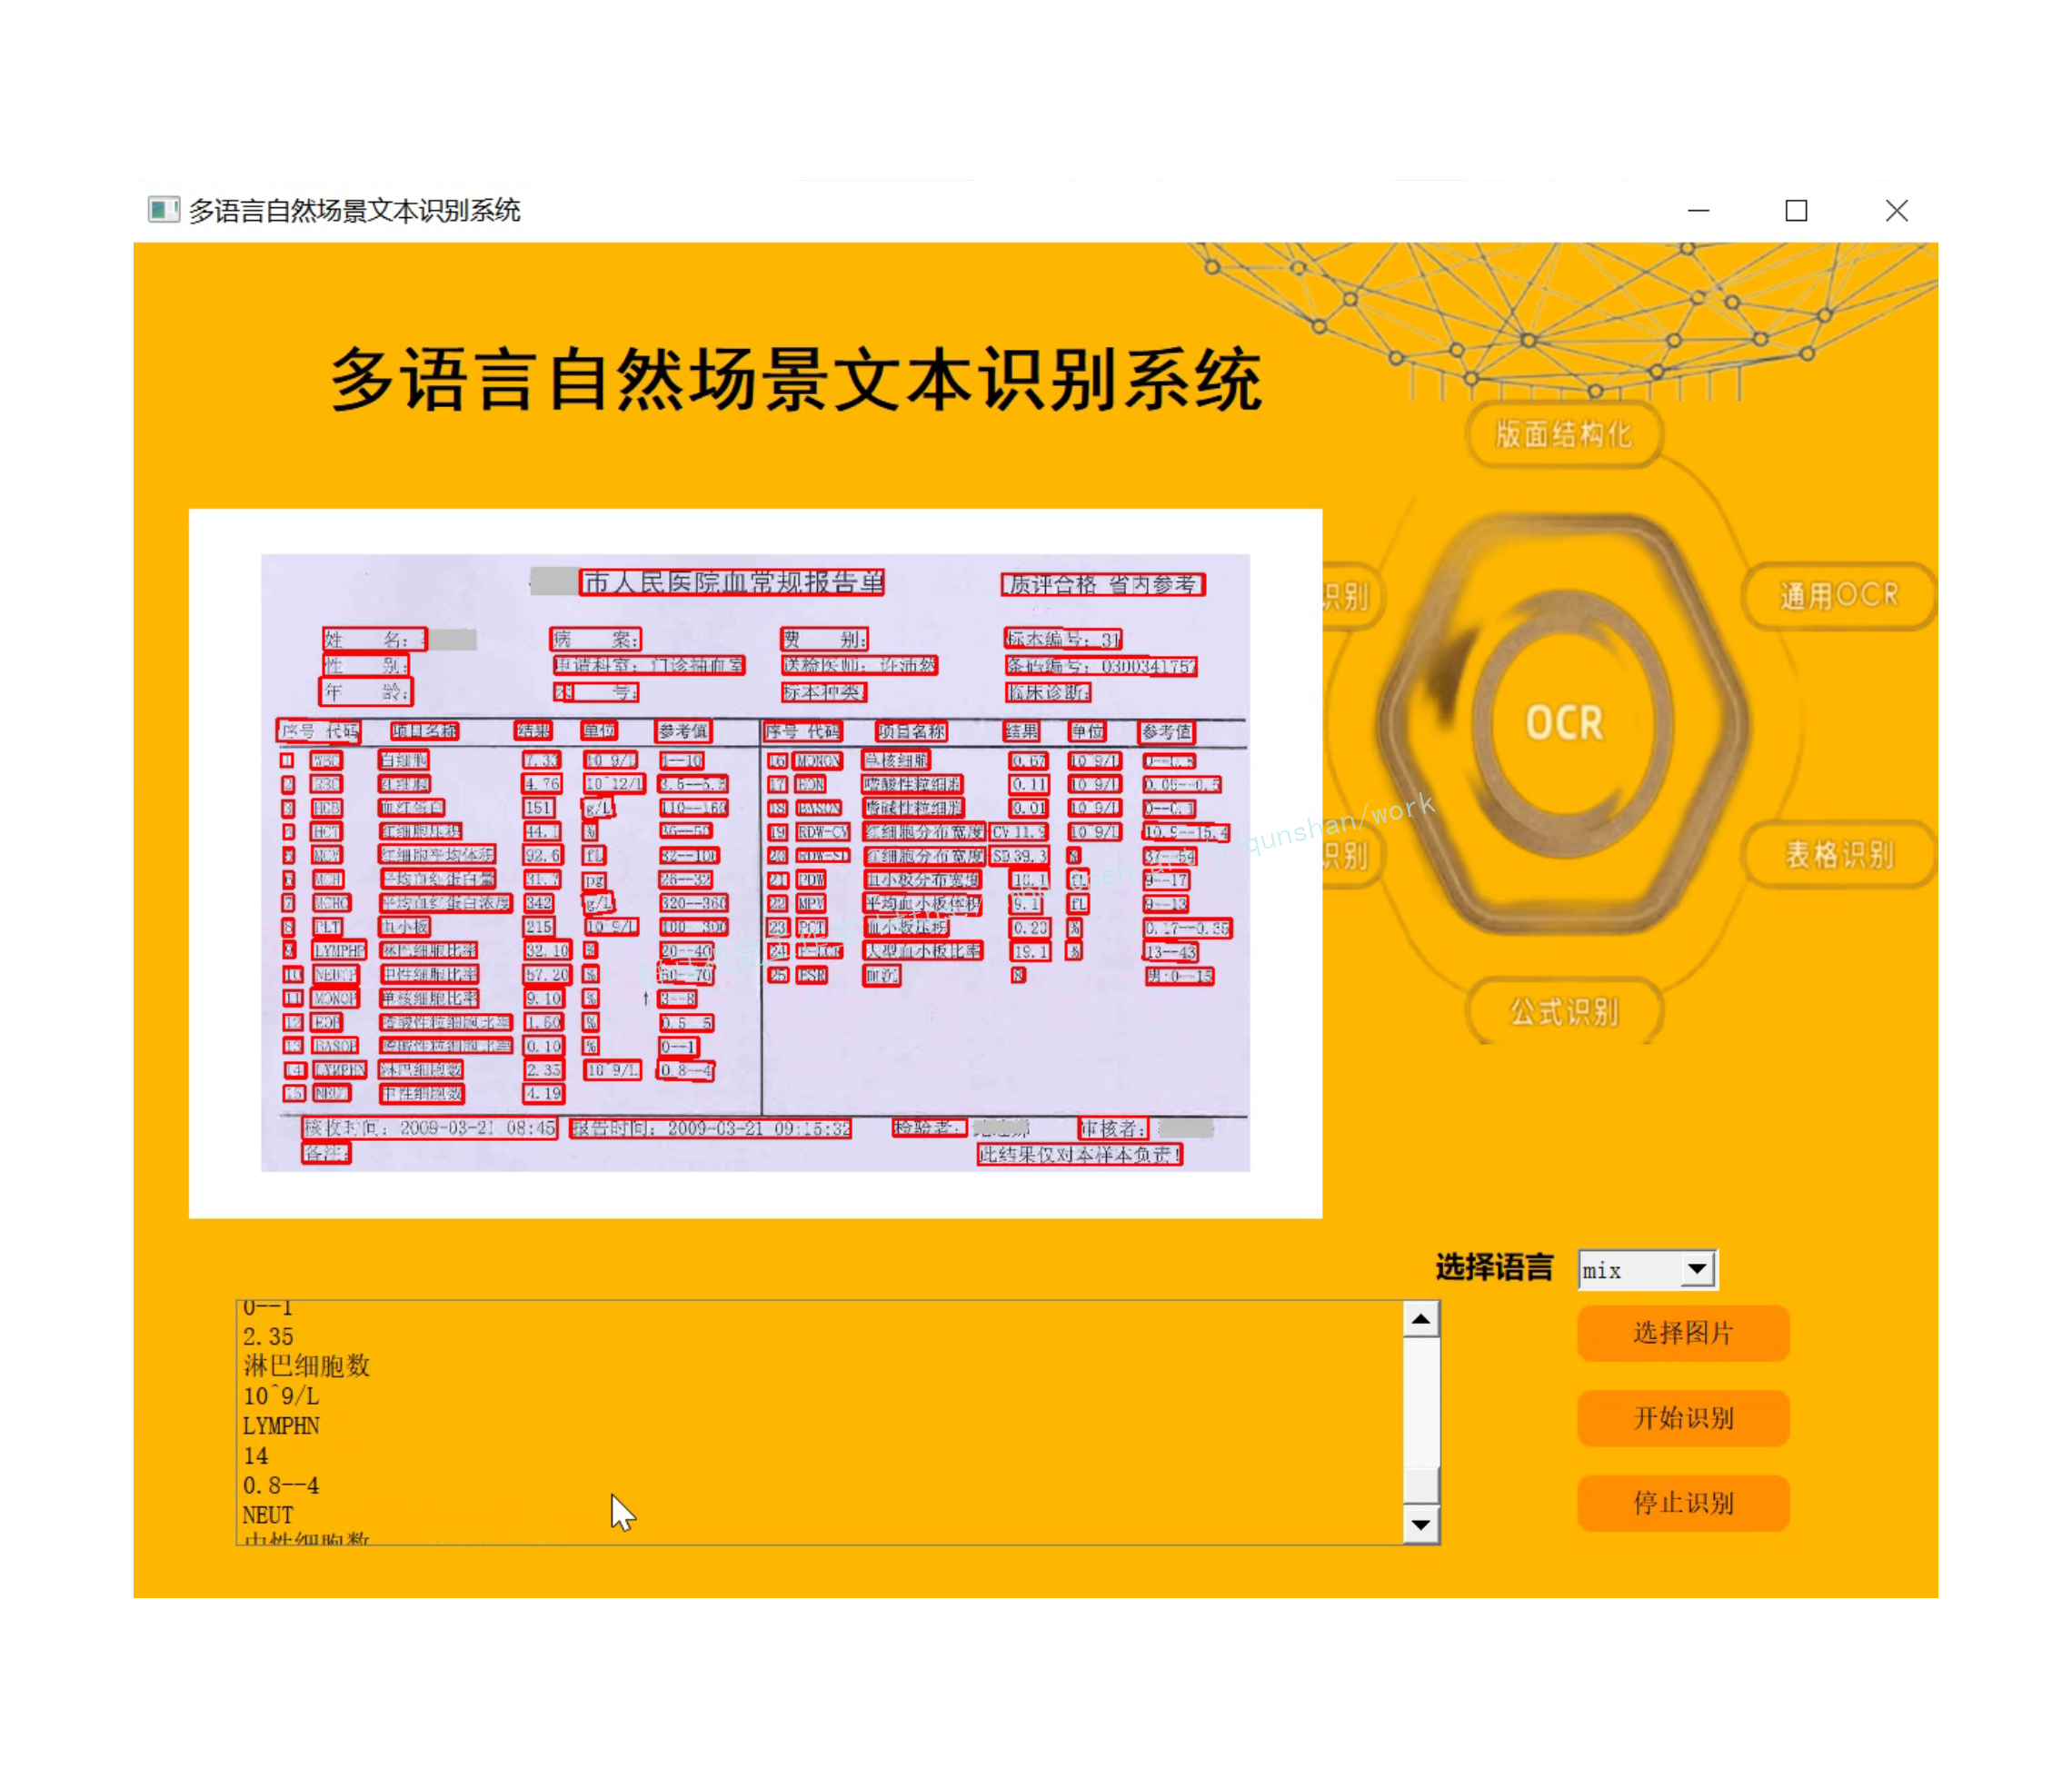 多语言自然场景文本识别系统
多语言自然场景文本识别系统
版面结构化
识别
通用OCR
OCR
识别
表格识别
公式识别
市人民医院血常规报告单 质评合格 省内参考
姓 名: 病 案: 费 别: 标本编号: 31
性 别: 申请科室: 门诊抽血室 送检医师: 许沛然 条码编号: 0300341757
年 龄: 床 号: 标本种类: 临床诊断:
序号 代码 项目名称 结果 单位 参考值 序号 代码 项目名称 结果 单位 参考值
1 WBC 白细胞 7.33 10^9/L 4--10 16 MONON 单核细胞 0.67 10^9/L
2 RBC 红细胞 4.76 10^12/L 3.5--5.5 17 EON 嗜酸性粒细胞 0.11 10^9/L 0.05--0.5
3 HGB 血红蛋白 151 g/L 110--160 18 BASON 嗜碱性粒细胞 0.01 10^9/L 0--0.1
4 HCT 红细胞压积 44.1 % 36--50 19 RDW-CV 红细胞分布宽度-CV 11.9 10^9/L 10.9--15.4
5 MCV 红细胞平均体积 92.6 fL 82--100 20 RDW-SD 红细胞分布宽度-SD 39.3 % 37--54
6 MCH 平均血红蛋白量 31.7 pg 26--32 21 PDW 血小板分布宽度 fL 9--17
7 MCHC 平均血红蛋白浓度 342 g/L 320--360 22 MPV 平均血小板体积 9.1 fL 9--13
8 PLT 血小板 215 10^9/L 100--300 23 PCT 血小板压积 0.20 % 0.17--0.35
9 LYMPHP 淋巴细胞比率 32.10 % 20--40 24 P-LCR 大型血小板比率 19.1 % 13--43
10 NEUTP 中性细胞比率 57.20 % 50--70 25 ESR 血沉 男:0--15
11 MONOP 单核细胞比率 9.10 % ↑ 3--8
12 EOP 嗜酸性粒细胞比率 1.50 % 0.5--5
13 BASOP 嗜碱性粒细胞比率 0.10 % 0--1
14 LYMPHN 淋巴细胞数 2.35 10^9/L 0.8--4
15 NEUT 中性细胞数 4.19
核收时间: 2009-03-21 08:45 报告时间: 2009-03-21 09:15:32 检验者: 审核者:
备注: 此结果仅对本样本负责!
qunshan/work
选择语言 mix
0--1
2.35
淋巴细胞数
10^9/L
LYMPHN
14
0.8--4
NEUT
中性细胞数
选择图片
开始识别
停止识别